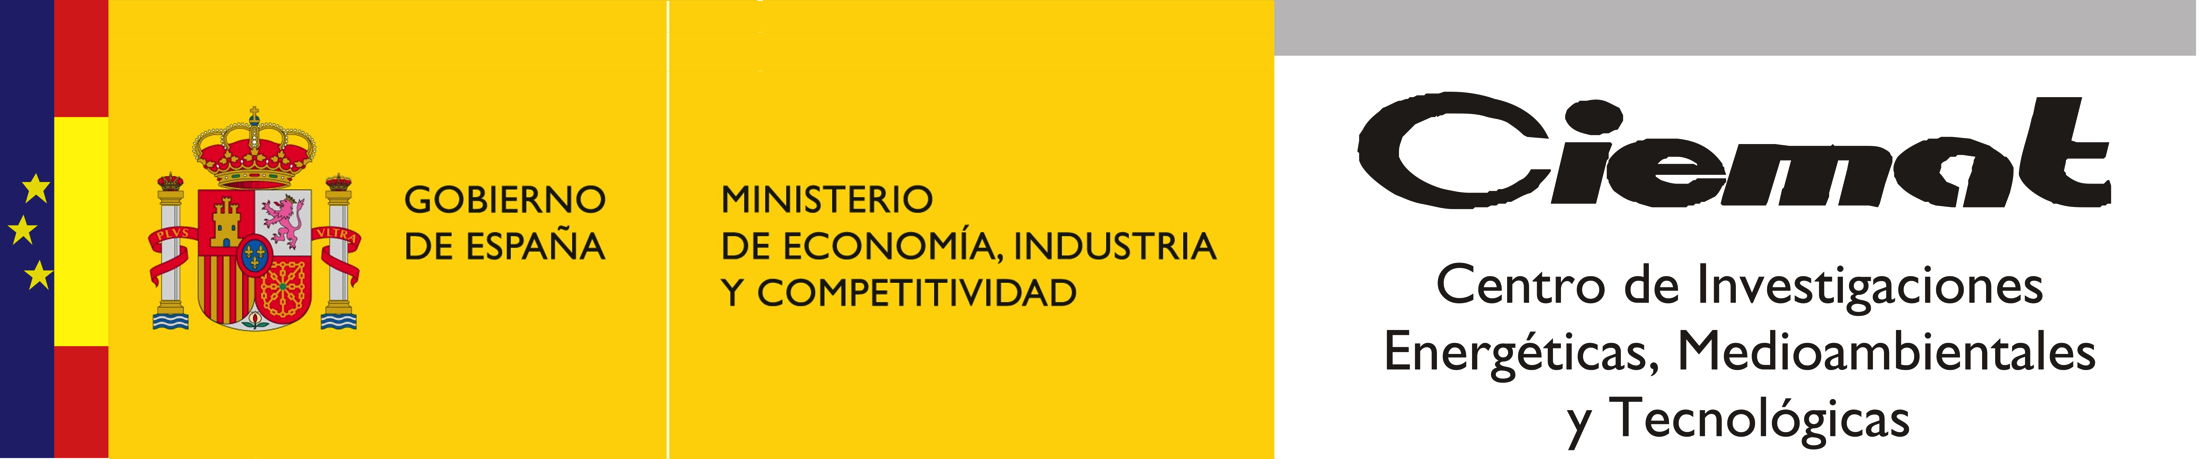 PLVS VLTRA
GOBIERNO
DE ESPAÑA
MINISTERIO
DE ECONOMÍA, INDUSTRIA
Y COMPETITIVIDAD
Ciemat
Centro de Investigaciones
Energéticas, Medioambientales
y Tecnológicas